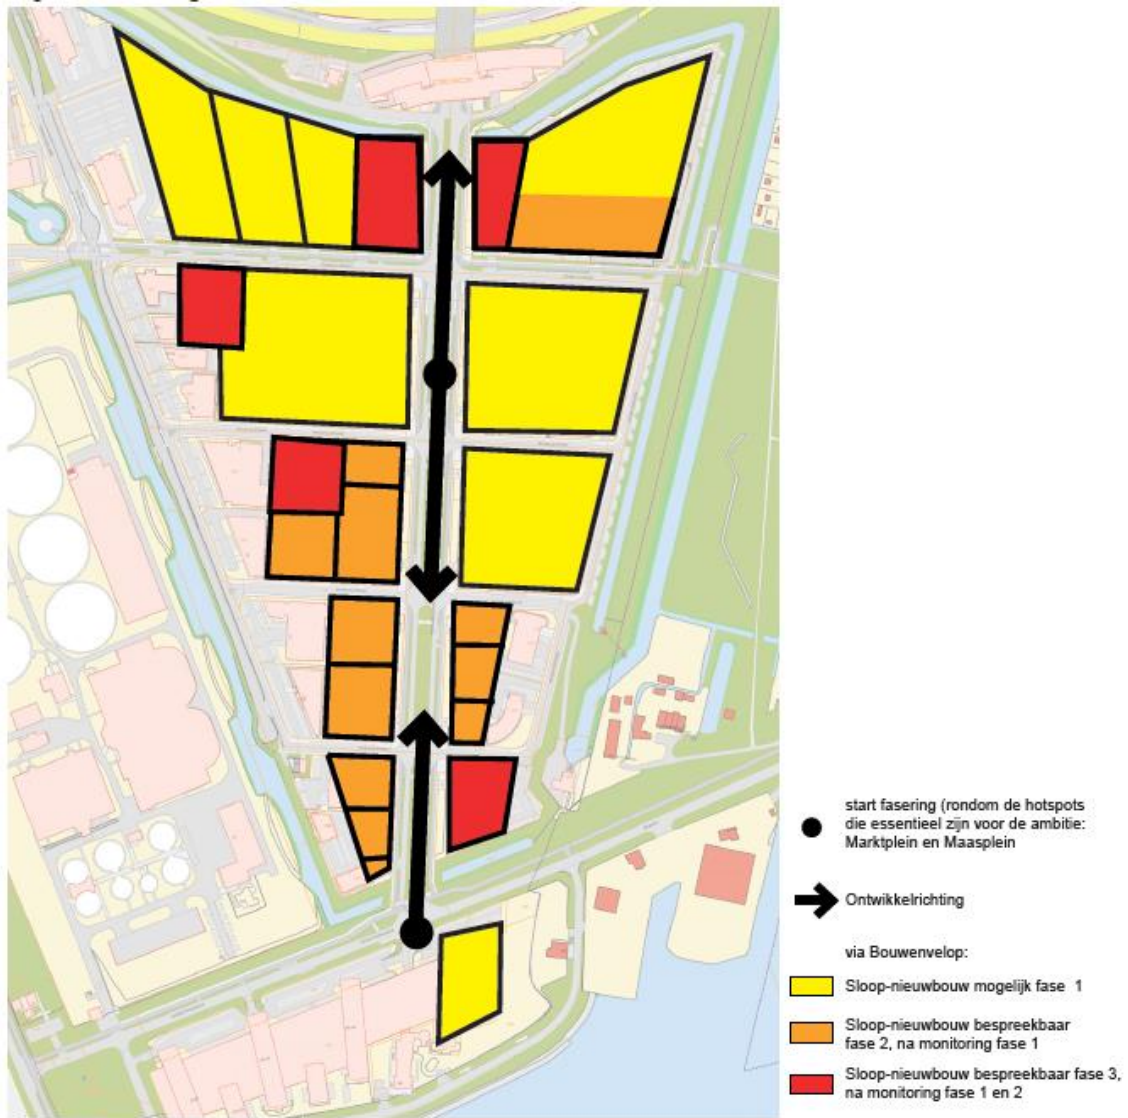 start fasering (rondom de hotspots
die essentieel zijn voor de ambitie:
Marktplein en Maasplein
Ontwikkelrichting
via Bouwenvelop:
Sloop-nieuwbouw mogelijk fase 1
Sloop-nieuwbouw bespreekbaar
fase 2, na monitoring fase 1
Sloop-nieuwbouw bespreekbaar fase 3,
na monitoring fase 1 en 2